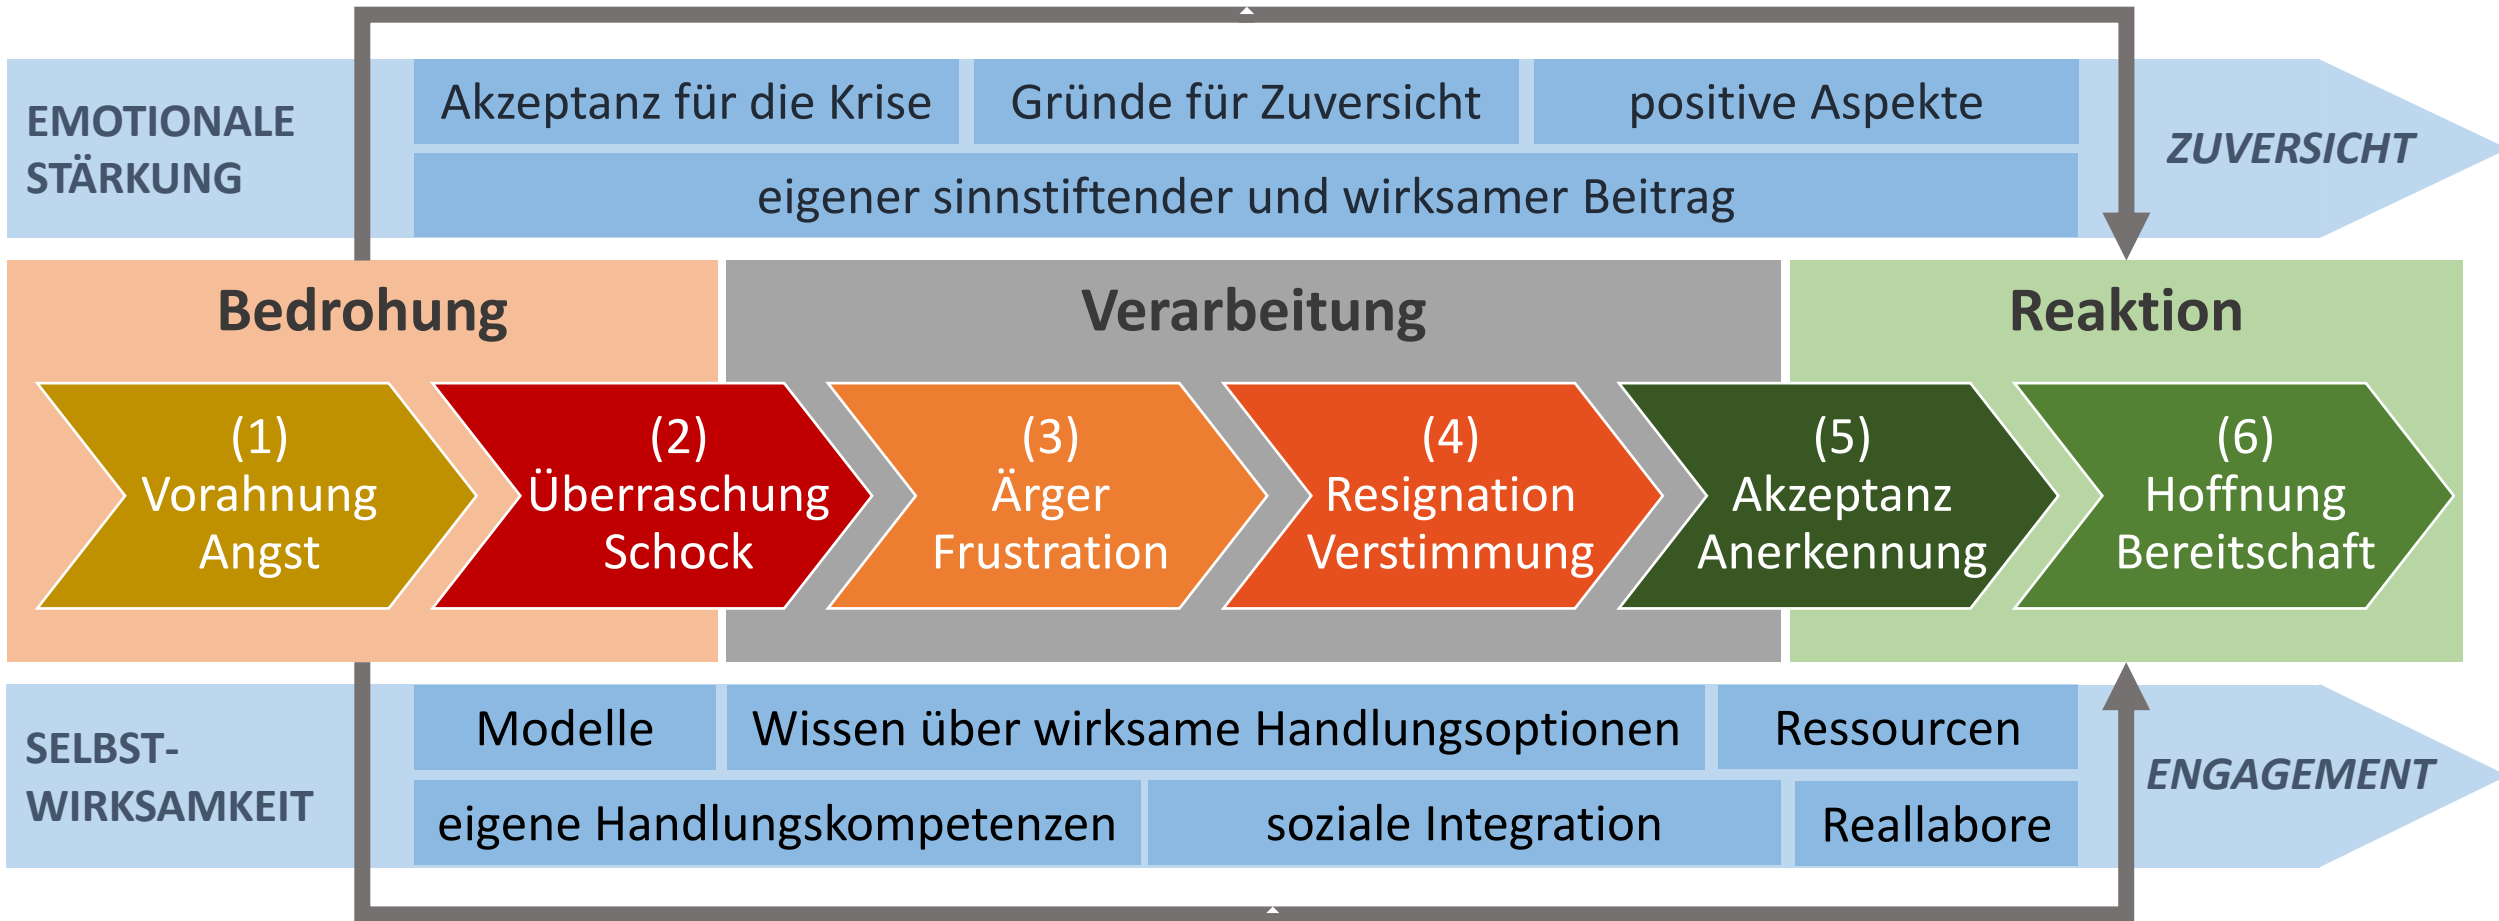 EMOTIONALE
STÄRKUNG
Akzeptanz für die Krise
Gründe für Zuversicht
positive Aspekte
eigener sinnstiftender und wirksamer Beitrag
ZUVERSICHT
Bedrohung
Verarbeitung
Reaktion
(1)
Vorahnung
Angst
(2)
Überraschung
Schock
(3)
Ärger
Frustration
(4)
Resignation
Verstimmung
(5)
Akzeptanz
Anerkennung
(6)
Hoffnung
Bereitschaft
SELBST-
WIRKSAMKEIT
Modelle
Wissen über wirksame Handlungsoptionen
Ressourcen
eigene Handlungskompetenzen
soziale Integration
Reallabore
ENGAGEMENT